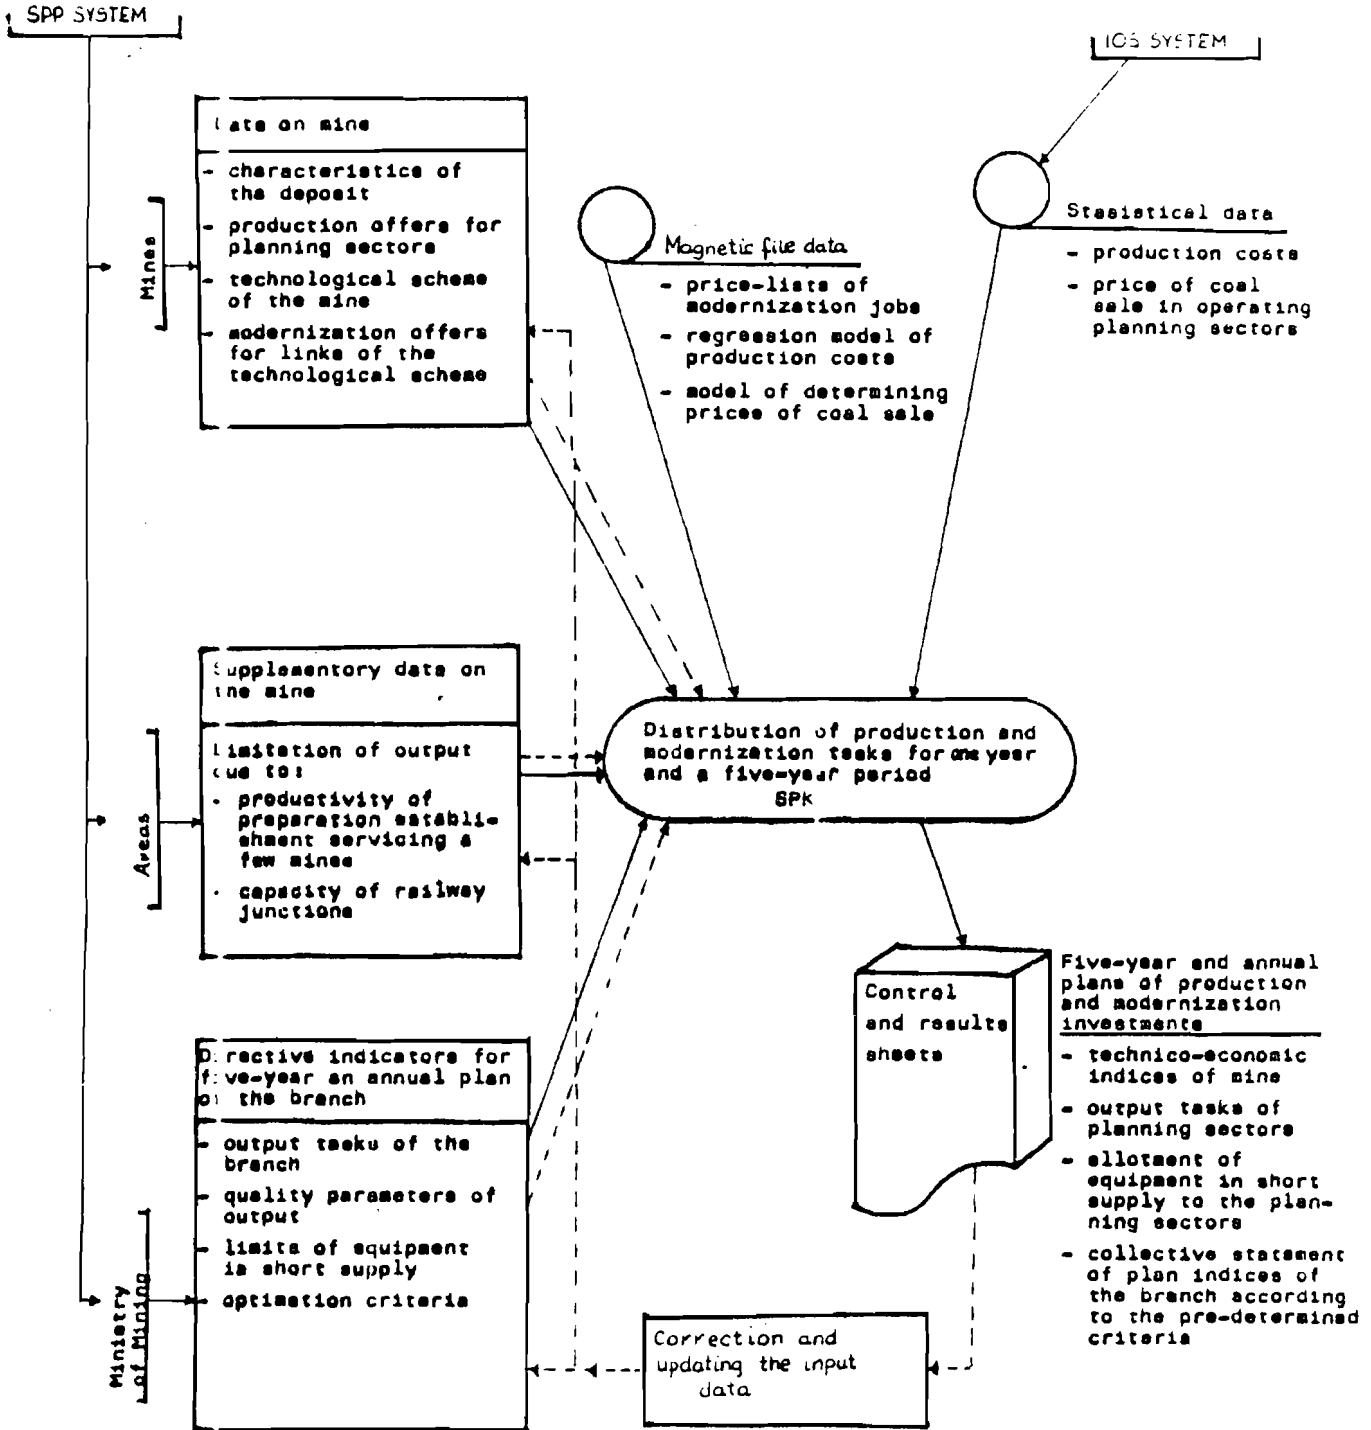 SPP SYSTEM
IOS SYSTEM
Mines
Data on mine
- characteristics of
the deposit
- production offers for
planning sectors
- technological scheme
of the mine
- modernization offers
for links of the
technological scheme
Magnetic file data
- price-lists of
modernization jobs
- regression model of
production costs
- model of determining
prices of coal sale
Stasistical data
- production costs
- price of coal
sale in operating
planning sectors
Areas
Supplementory data on
the mine
Limitation of output
due to:
- productivity of
preparation establi-
shment servicing a
few mines
- capacity of railway
junctions
Distribution of production and
modernization tasks for one year
and a five-year period
SPK
Ministry
of Mining
Directive indicators for
five-year an annual plan
of the branch
- output tasks of the
branch
- quality parameters of
output
- limits of equipment
is short supply
- optimation criteria
Control
and results
sheets
Five-year and annual
plans of production
and modernization
investments
- technico-economic
indices of mine
- output tasks of
planning sectors
- allotment of
equipment in short
supply to the plan-
ning sectors
- collective statement
of plan indices of
the branch according
to the pre-determined
criteria
Correction and
updating the input
data